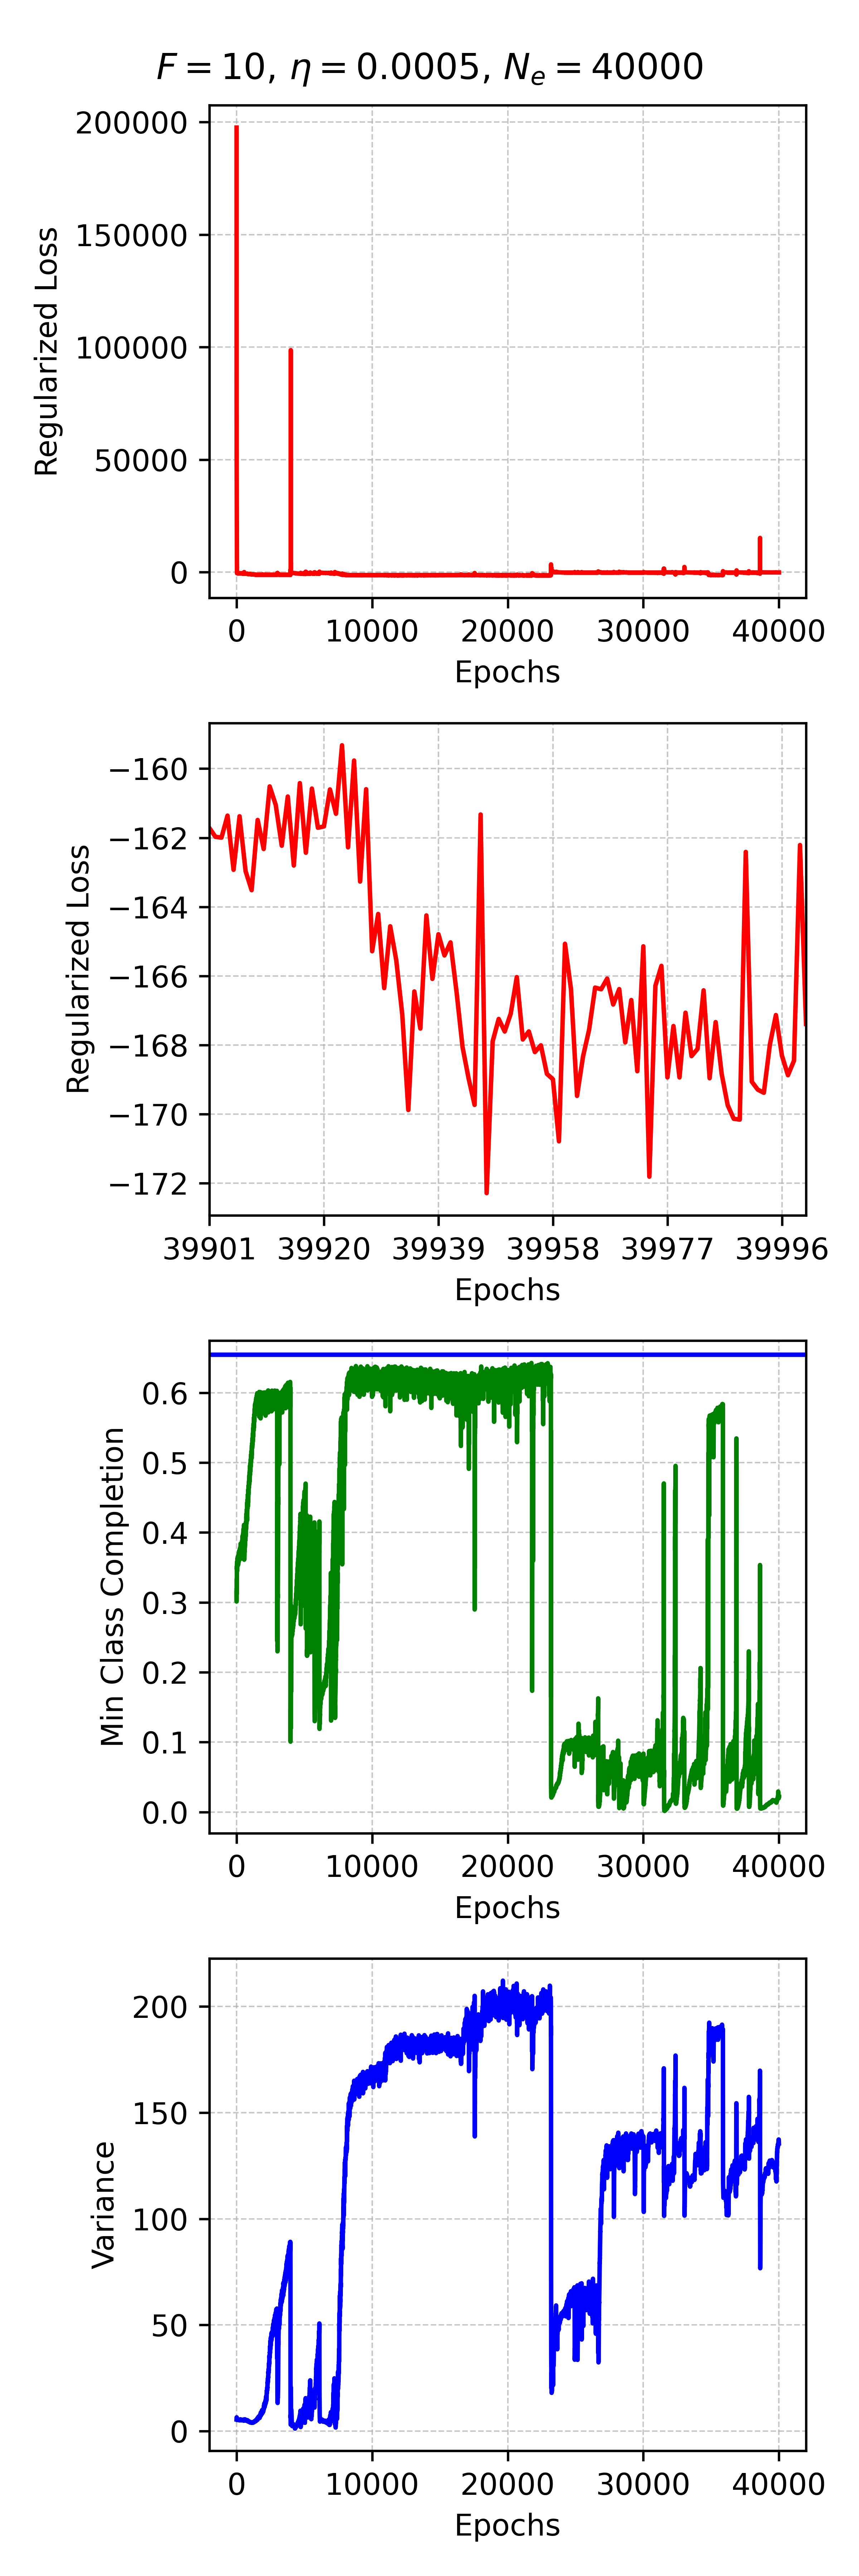 F = 10, η = 0.0005, Nₑ = 40000
200000
150000
100000
50000
0
Regularized Loss
0 10000 20000 30000 40000
Epochs
−160
−162
−164
−166
−168
−170
−172
Regularized Loss
39901 39920 39939 39958 39977 39996
Epochs
0.6
0.5
0.4
0.3
0.2
0.1
0.0
Min Class Completion
0 10000 20000 30000 40000
Epochs
200
150
100
50
0
Variance
0 10000 20000 30000 40000
Epochs